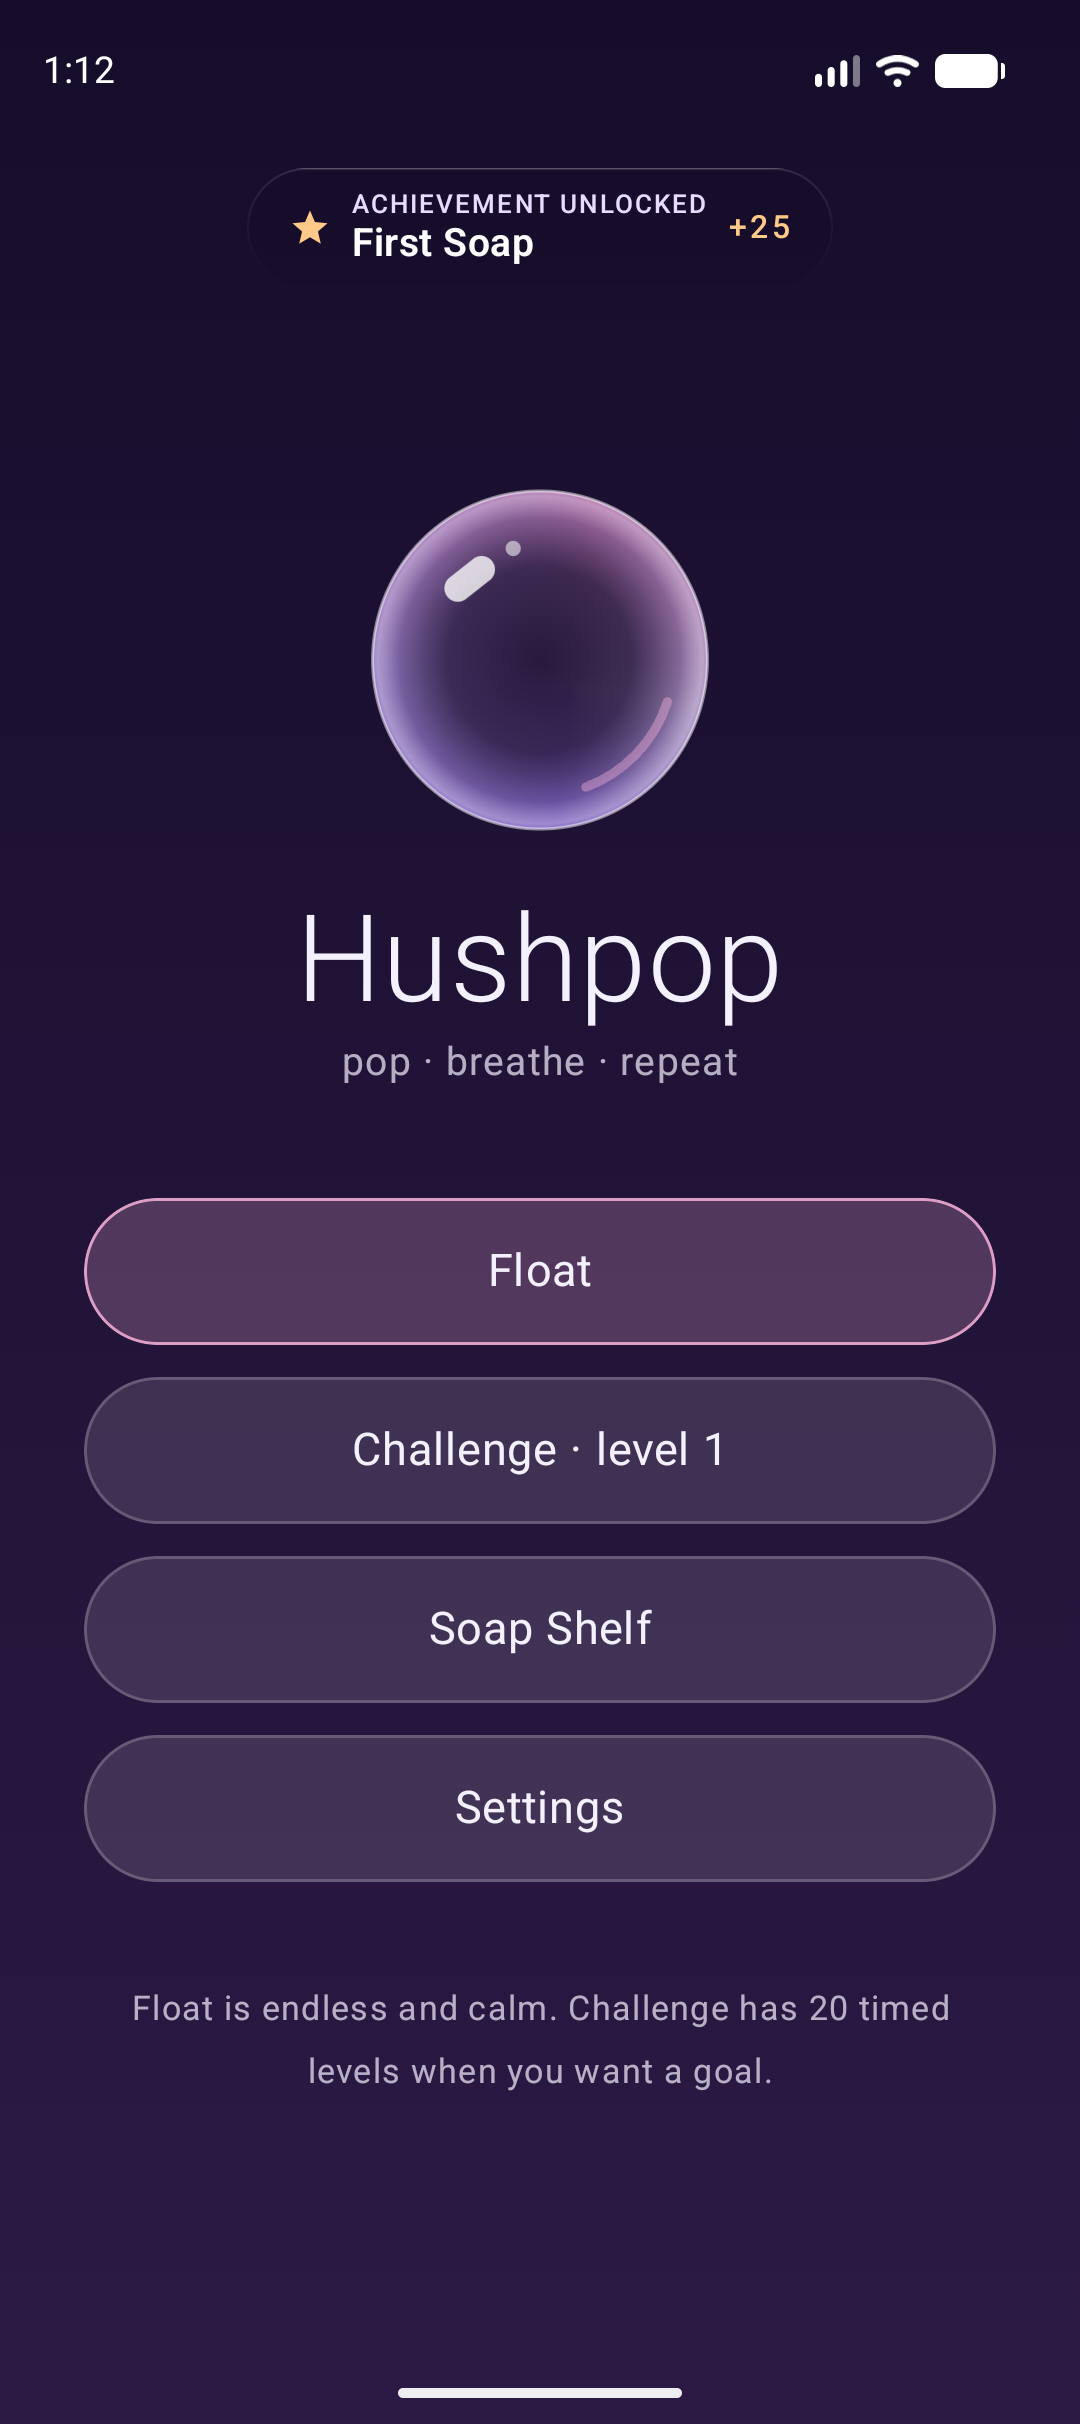 1:12
ACHIEVEMENT UNLOCKED
First Soap
+25
Hushpop
pop · breathe · repeat
Float
Challenge · level 1
Soap Shelf
Settings
Float is endless and calm. Challenge has 20 timed
levels when you want a goal.